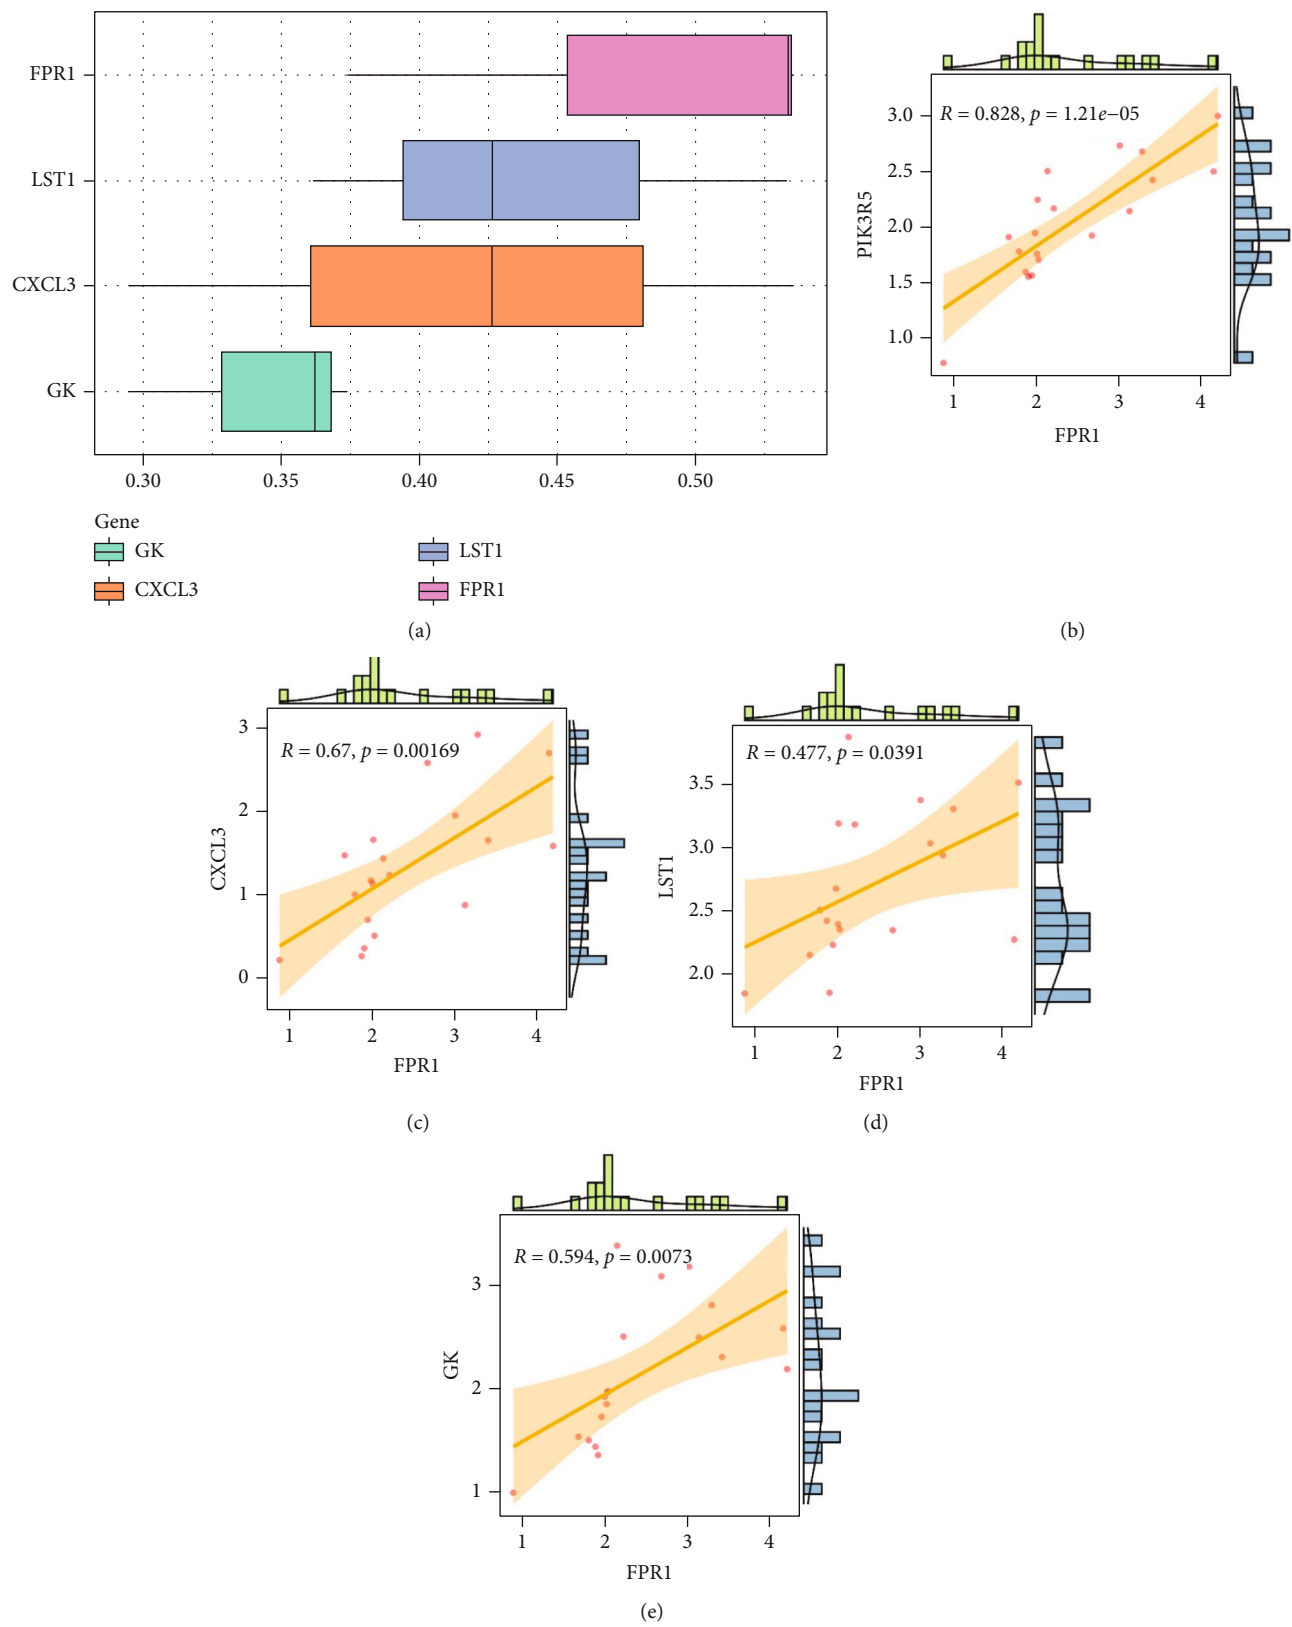 FPR1
LST1
CXCL3
GK
0.30 0.35 0.40 0.45 0.50
Gene
GK LST1
CXCL3 FPR1
(a)
R = 0.828, p = 1.21e−05
PIK3R5
3.0
2.5
2.0
1.5
1.0
1 2 3 4
FPR1
(b)
R = 0.67, p = 0.00169
CXCL3
3
2
1
0
1 2 3 4
FPR1
(c)
R = 0.477, p = 0.0391
LST1
3.5
3.0
2.5
2.0
1 2 3 4
FPR1
(d)
R = 0.594, p = 0.0073
GK
3
2
1
1 2 3 4
FPR1
(e)